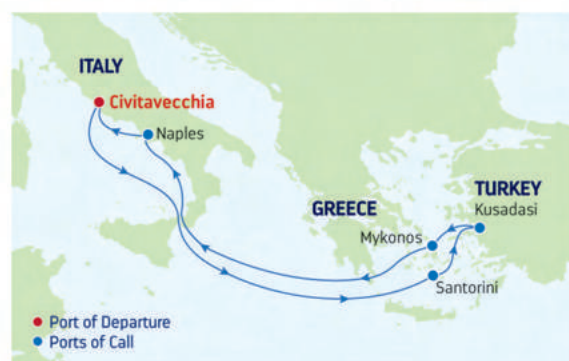 ITALY
Civitavecchia
Naples
GREECE
TURKEY
Kusadasi
Mykonos
Santorini
Port of Departure
Ports of Call